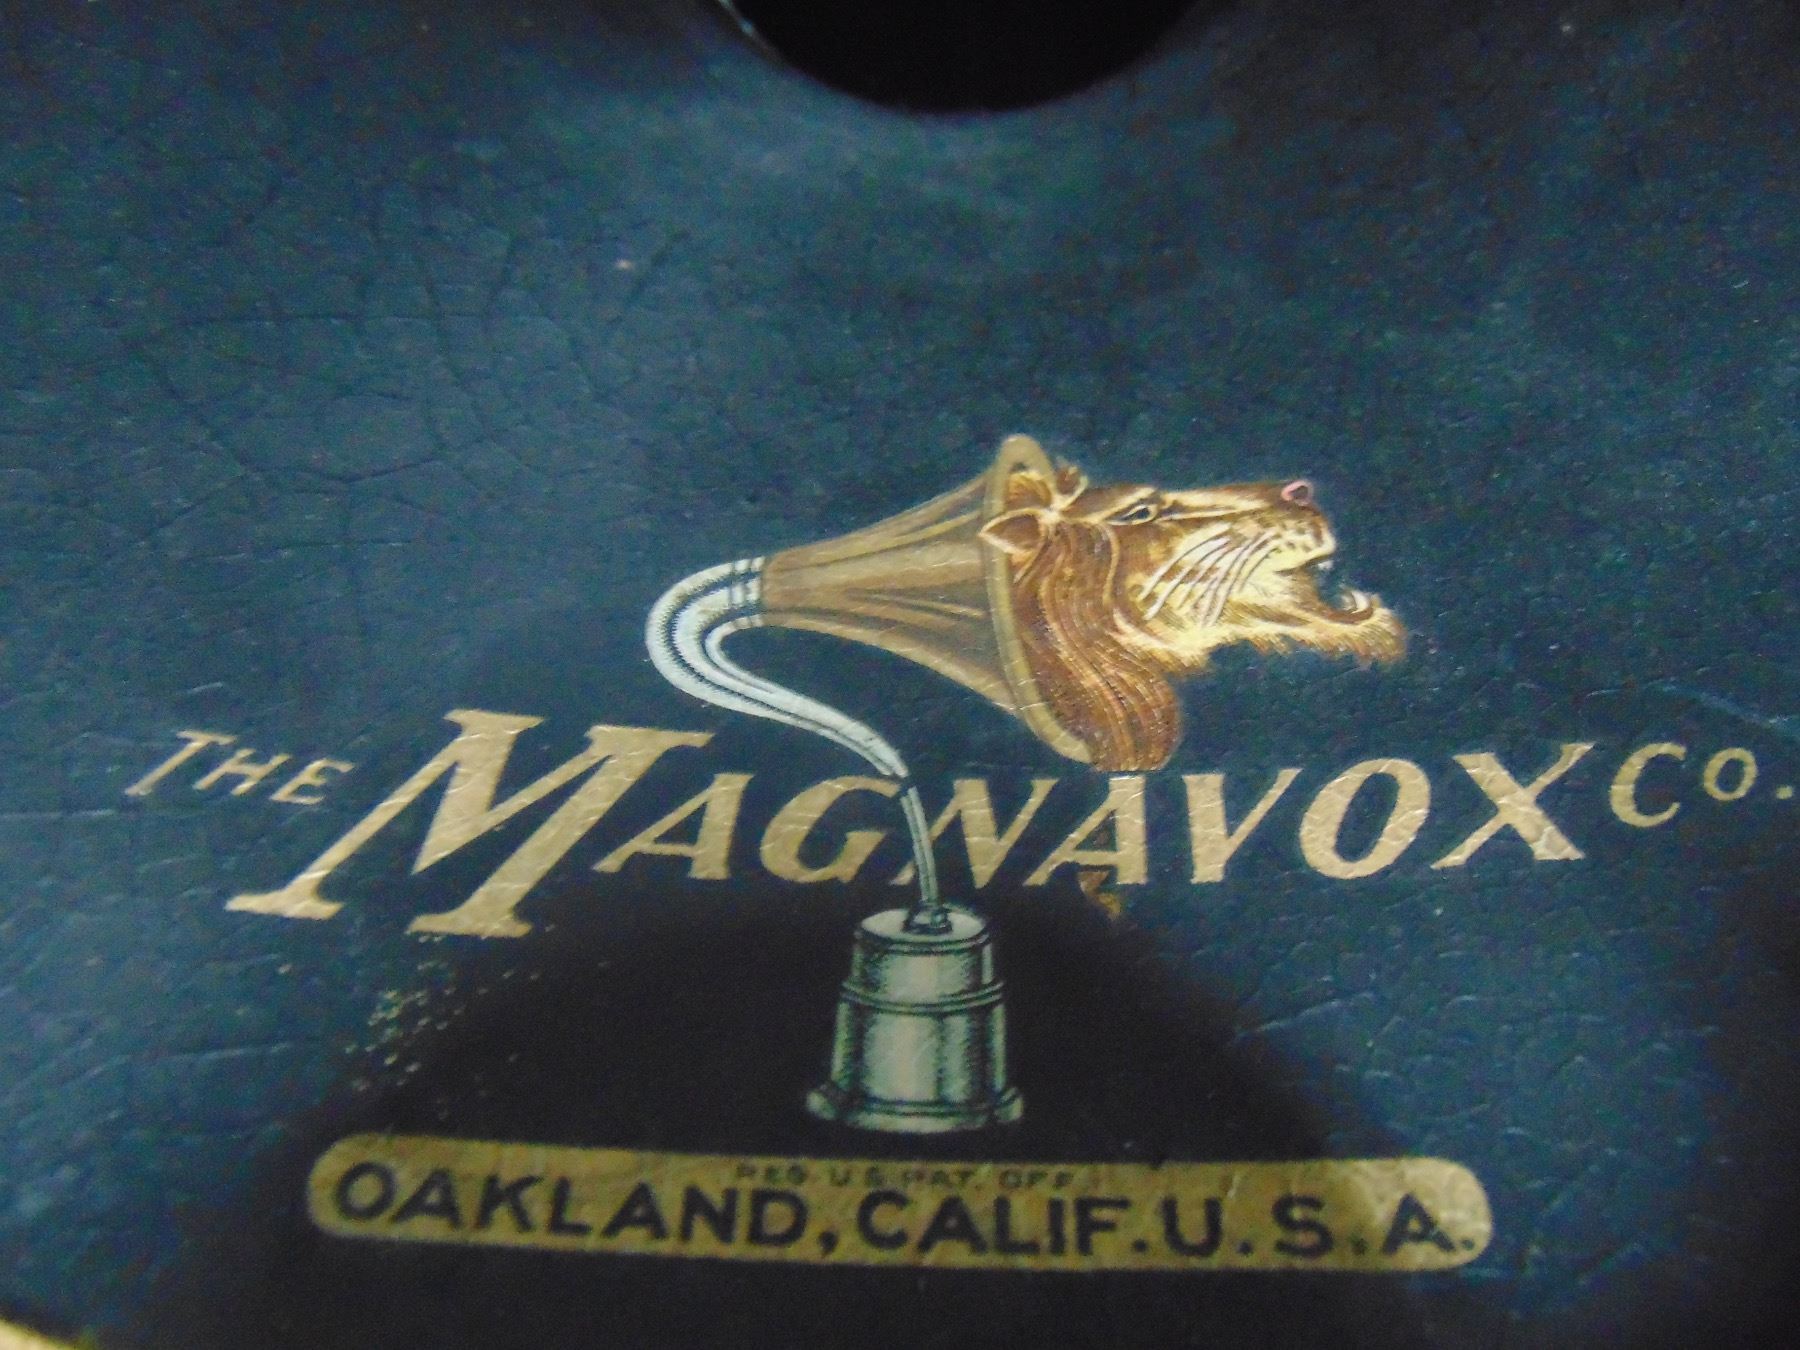 THE MAGNAVOX CO.
REG. U.S. PAT. OFF.
OAKLAND, CALIF. U.S.A.